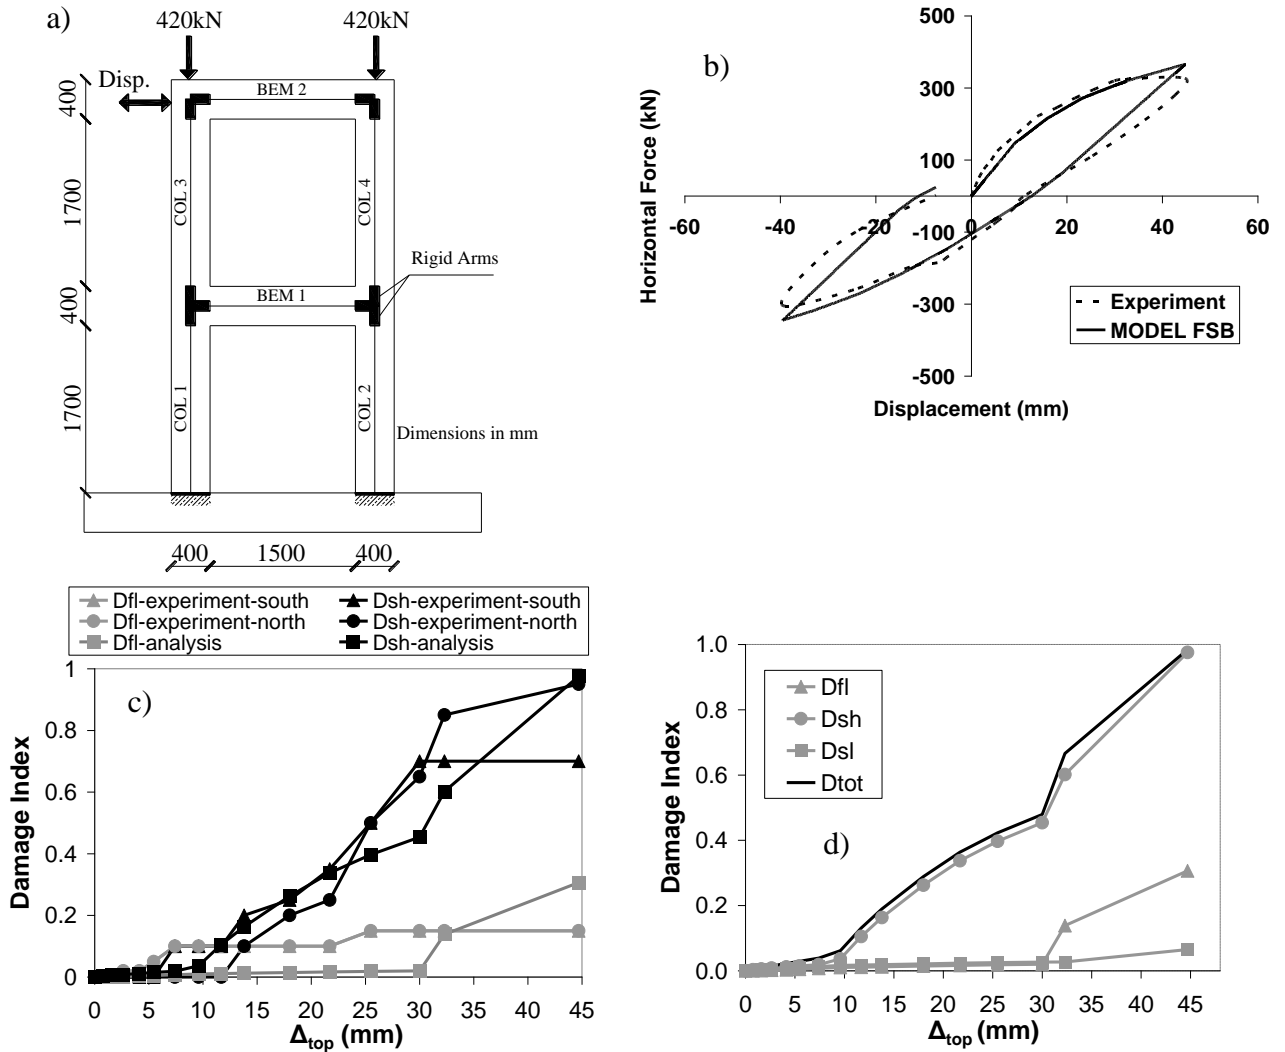 a)
420kN 420kN
Disp.
BEM 2
400
1700
COL 3
COL 4
Rigid Arms
BEM 1
400
1700
COL 1
COL 2
Dimensions in mm
400 1500 400
b)
Horizontal Force (kN)
500
300
100
-100
-300
-500
-60 -40 -20 0 20 40 60
Experiment
MODEL FSB
Displacement (mm)
Dfl-experiment-south Dsh-experiment-south
Dfl-experiment-north Dsh-experiment-north
Dfl-analysis Dsh-analysis
c)
Damage Index
1
0.8
0.6
0.4
0.2
0
0 5 10 15 20 25 30 35 40 45
Δtop (mm)
d)
Damage Index
1.0
0.8
0.6
0.4
0.2
0.0
Dfl
Dsh
Dsl
Dtot
0 5 10 15 20 25 30 35 40 45
Δtop (mm)